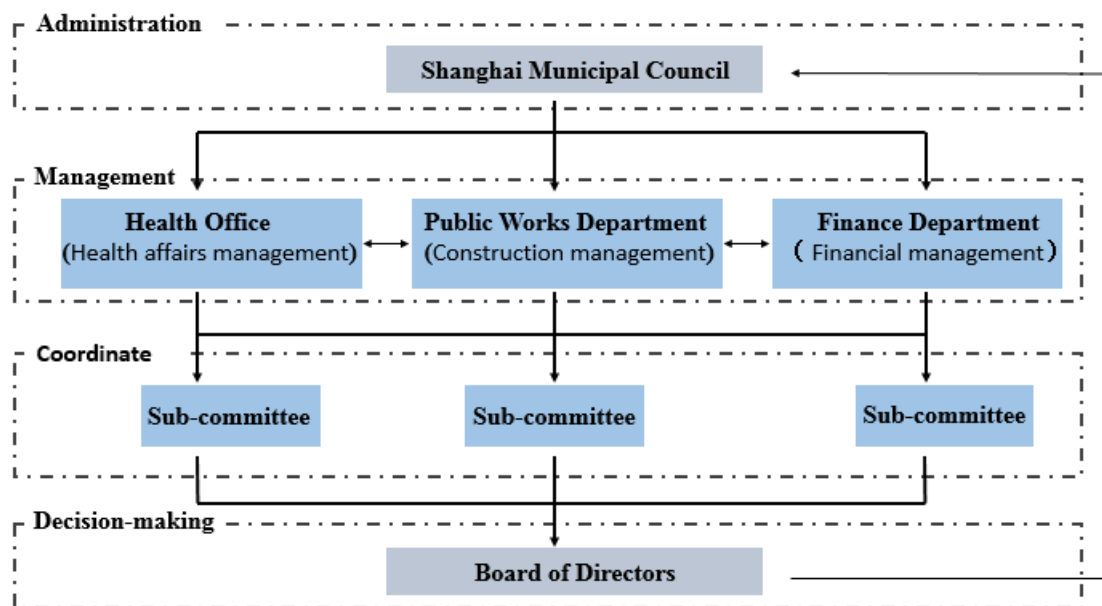 Administration
Shanghai Municipal Council
Management
Health Office
(Health affairs management)
Public Works Department
(Construction management)
Finance Department
( Financial management)
Coordinate
Sub-committee
Sub-committee
Sub-committee
Decision-making
Board of Directors